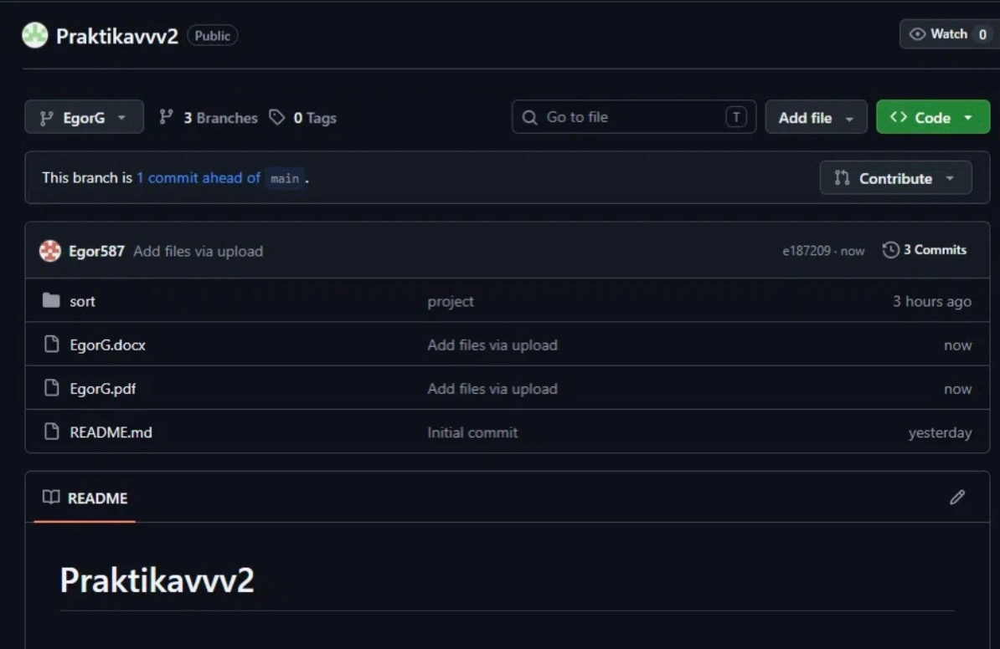 Praktikavvv2 Public Watch 0
EgorG 3 Branches 0 Tags Go to file T Add file Code
This branch is 1 commit ahead of main . Contribute
Egor587 Add files via upload e187209 · now 3 Commits
sort project 3 hours ago
EgorG.docx Add files via upload now
EgorG.pdf Add files via upload now
README.md Initial commit yesterday
README
Praktikavvv2